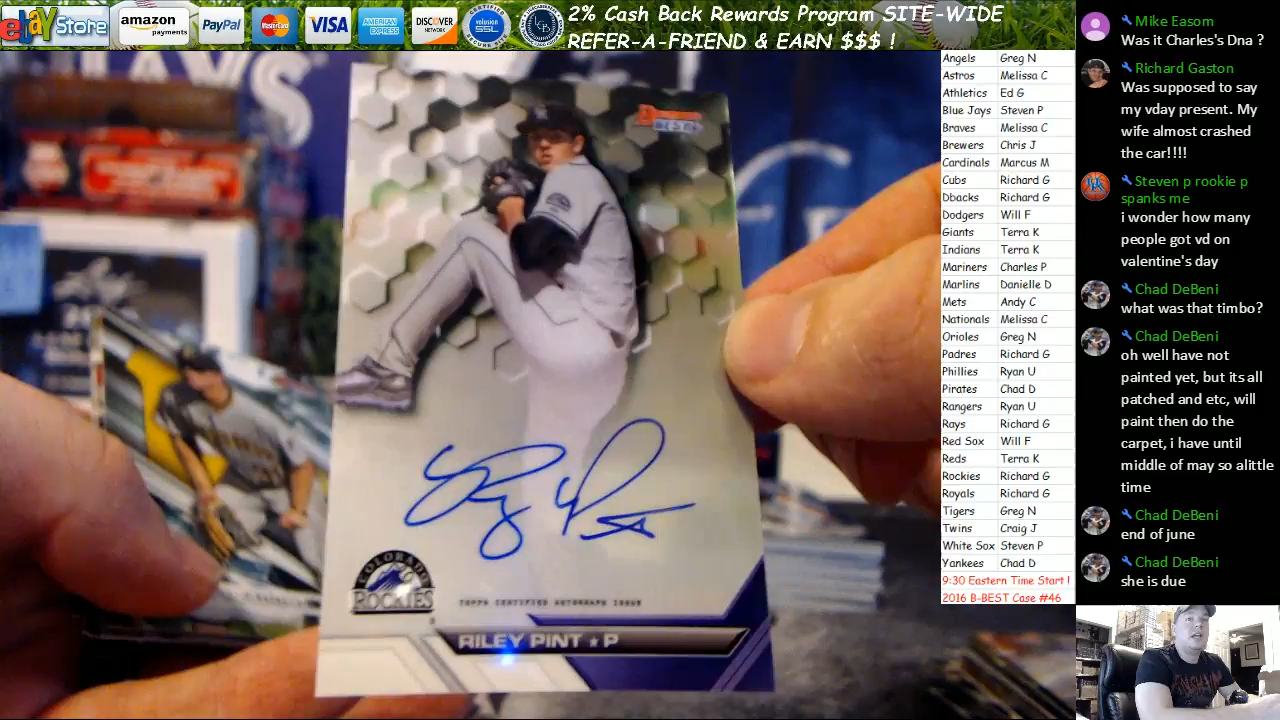 ebay Store
amazon payments
PayPal
MasterCard
VISA
AMERICAN EXPRESS
DISCOVER NETWORK
volusion
SSL
2% Cash Back Rewards Program SITE-WIDE
REFER-A-FRIEND & EARN $$$ !
COLORADO
ROCKIES
TOPPS CERTIFIED AUTOGRAPH ISSUE
RILEY PINT ★ P
Angels Greg N
Astros Melissa C
Athletics Ed G
Blue Jays Steven P
Braves Melissa C
Brewers Chris J
Cardinals Marcus M
Cubs Richard G
Dbacks Richard G
Dodgers Will F
Giants Terra K
Indians Terra K
Mariners Charles P
Marlins Danielle D
Mets Andy C
Nationals Melissa C
Orioles Greg N
Padres Richard G
Phillies Ryan U
Pirates Chad D
Rangers Ryan U
Rays Richard G
Red Sox Will F
Reds Terra K
Rockies Richard G
Royals Richard G
Tigers Greg N
Twins Craig J
White Sox Steven P
Yankees Chad D
9:30 Eastern Time Start !
2016 B-BEST Case #46
Mike Easom
Was it Charles's Dna ?
Richard Gaston
Was supposed to say
my vday present. My
wife almost crashed
the car!!!!
Steven p rookie p
spanks me
i wonder how many
people got vd on
valentine's day
Chad DeBeni
what was that timbo?
Chad DeBeni
oh well have not
painted yet, but its all
patched and etc, will
paint then do the
carpet, i have until
middle of may so alittle
time
Chad DeBeni
end of june
Chad DeBeni
she is due